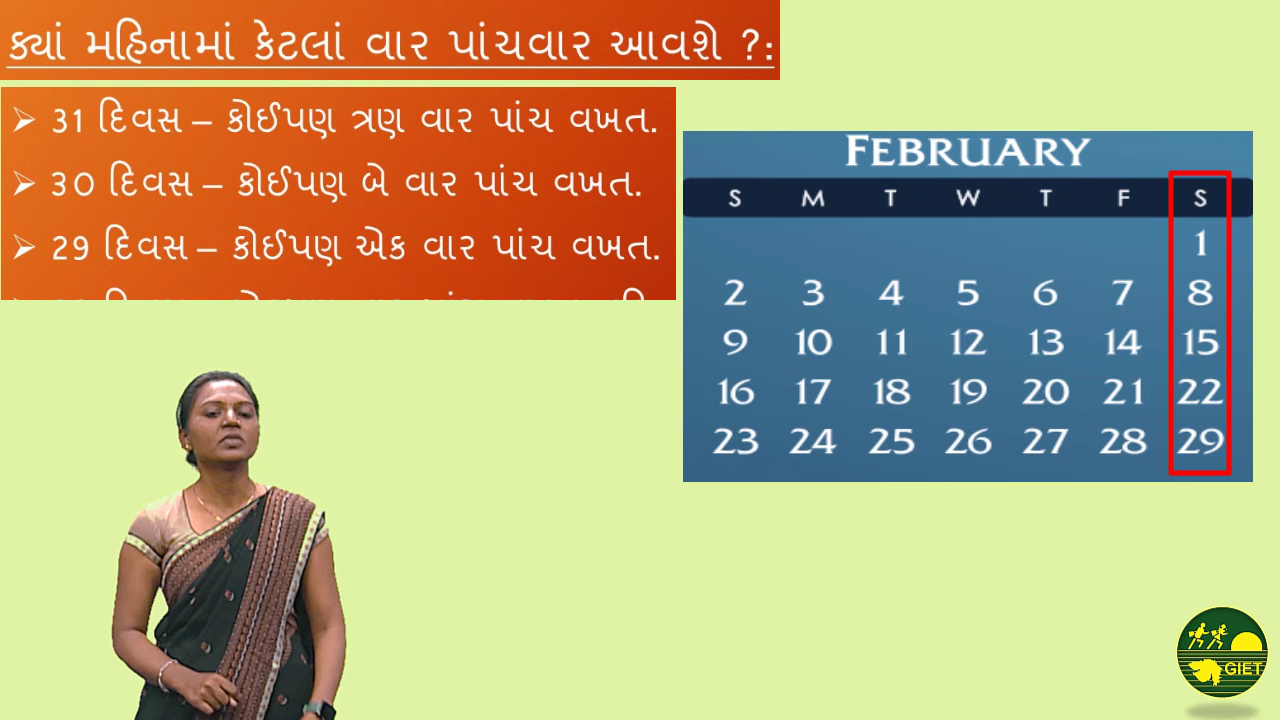 ક્યાં મહિનામાં કેટલાં વાર પાંચવાર આવશે ?:
➢ 31 દિવસ – કોઈપણ ત્રણ વાર પાંચ વખત.
➢ 30 દિવસ – કોઈપણ બે વાર પાંચ વખત.
➢ 29 દિવસ – કોઈપણ એક વાર પાંચ વખત.
FEBRUARY
S M T W T F S
1
2 3 4 5 6 7 8
9 10 11 12 13 14 15
16 17 18 19 20 21 22
23 24 25 26 27 28 29
GIET